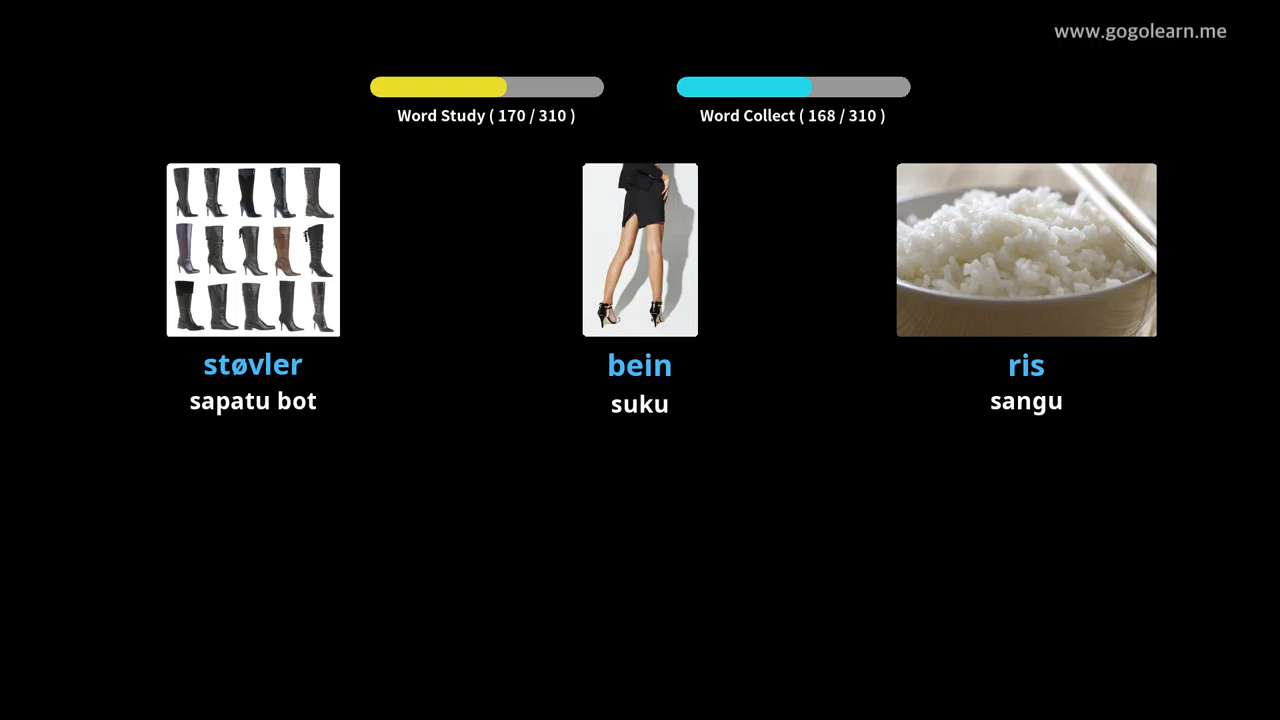 www.gogolearn.me
Word Study ( 170 / 310 )
Word Collect ( 168 / 310 )
støvler
sapatu bot
bein
suku
ris
sangu